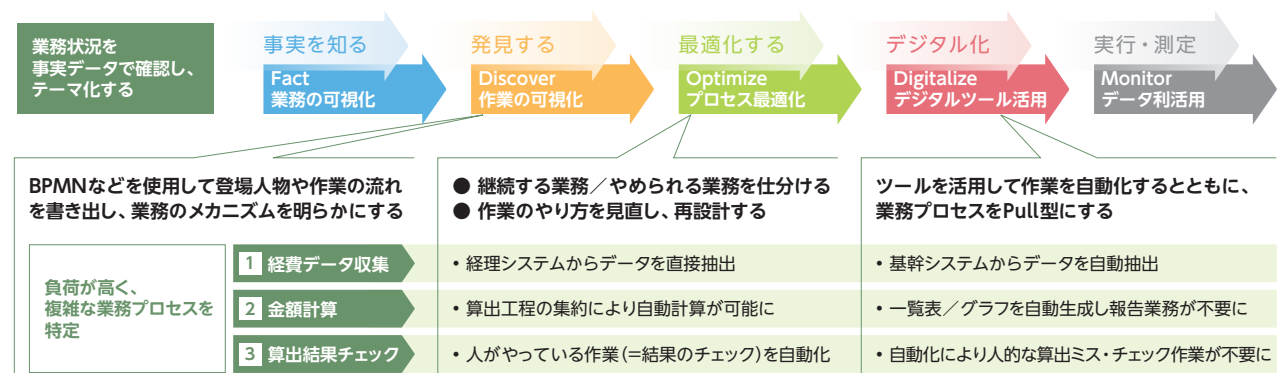 業務状況を
事実データで確認し、
テーマ化する
事実を知る
Fact
業務の可視化
発見する
Discover
作業の可視化
最適化する
Optimize
プロセス最適化
デジタル化
Digitalize
デジタルツール活用
実行・測定
Monitor
データ利活用
BPMNなどを使用して登場人物や作業の流れ
を書き出し、業務のメカニズムを明らかにする
● 継続する業務／やめられる業務を仕分ける
● 作業のやり方を見直し、再設計する
ツールを活用して作業を自動化するとともに、
業務プロセスをPull型にする
負荷が高く、
複雑な業務プロセスを
特定
1 経費データ収集
• 経理システムからデータを直接抽出
• 基幹システムからデータを自動抽出
2 金額計算
• 算出工程の集約により自動計算が可能に
• 一覧表／グラフを自動生成し報告業務が不要に
3 算出結果チェック
• 人がやっている作業(=結果のチェック)を自動化
• 自動化により人的な算出ミス・チェック作業が不要に